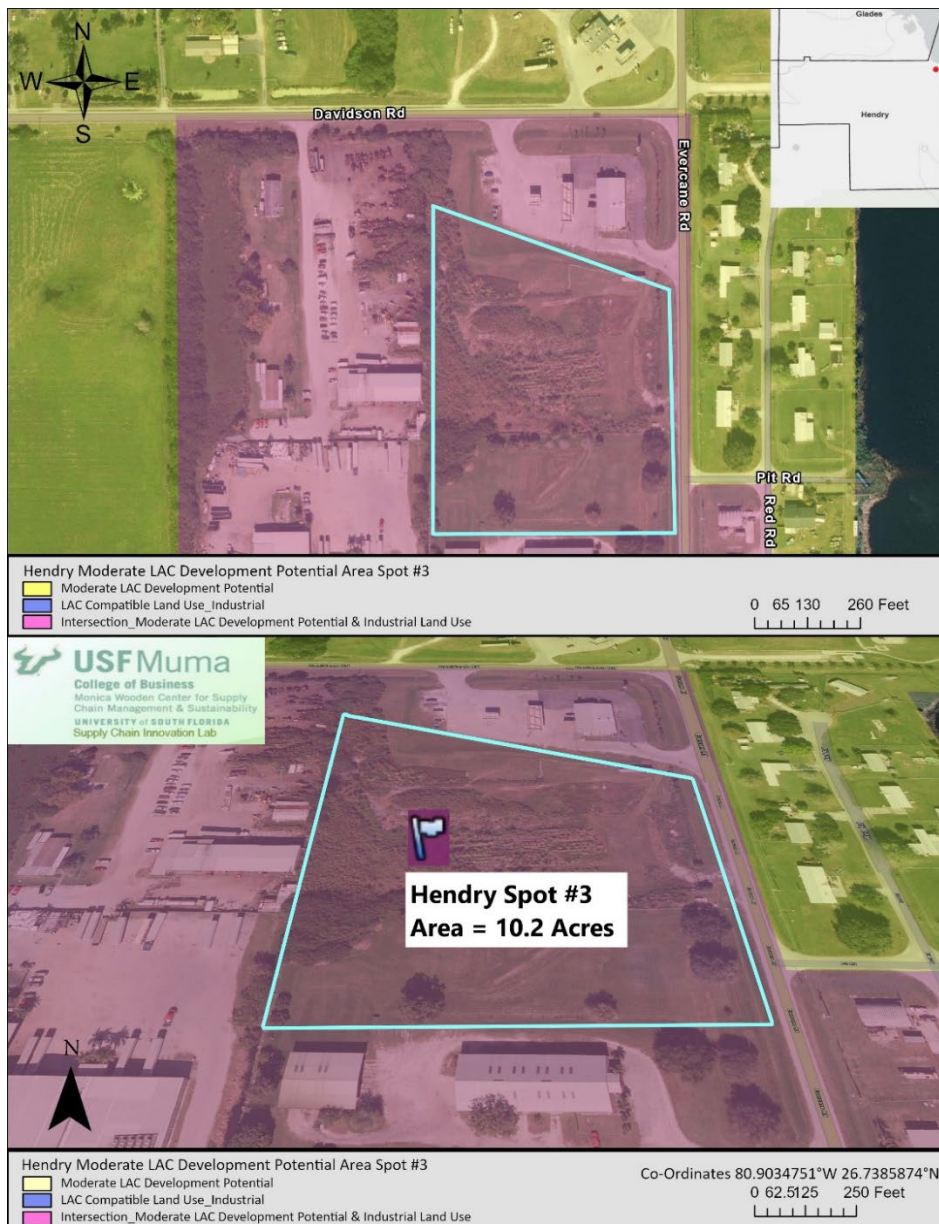 N
W E
S
Glades
Hendry
Davidson Rd
Evercane Rd
Pit Rd
Red Rd
Hendry Moderate LAC Development Potential Area Spot #3
Moderate LAC Development Potential
LAC Compatible Land Use_Industrial
Intersection_Moderate LAC Development Potential & Industrial Land Use
0 65 130 260 Feet
USF Muma
College of Business
Monica Wooden Center for Supply
Chain Management & Sustainability
UNIVERSITY of SOUTH FLORIDA
Supply Chain Innovation Lab
Hendry Spot #3
Area = 10.2 Acres
N
Hendry Moderate LAC Development Potential Area Spot #3
Moderate LAC Development Potential
LAC Compatible Land Use_Industrial
Intersection_Moderate LAC Development Potential & Industrial Land Use
Co-Ordinates 80.9034751°W 26.7385874°N
0 62.5125 250 Feet